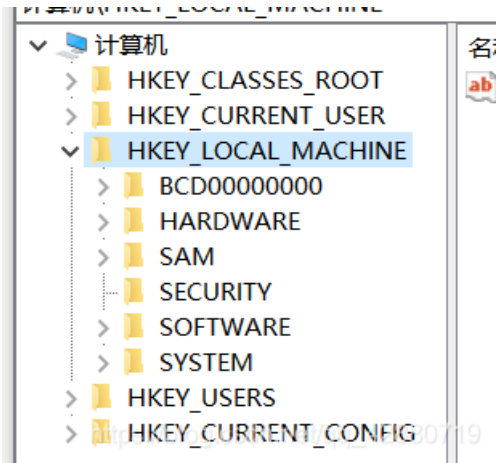 计算机\HKEY_LOCAL_MACHINE
计算机
名称
HKEY_CLASSES_ROOT
ab
HKEY_CURRENT_USER
HKEY_LOCAL_MACHINE
BCD00000000
HARDWARE
SAM
SECURITY
SOFTWARE
SYSTEM
HKEY_USERS
HKEY_CURRENT_CONFIG